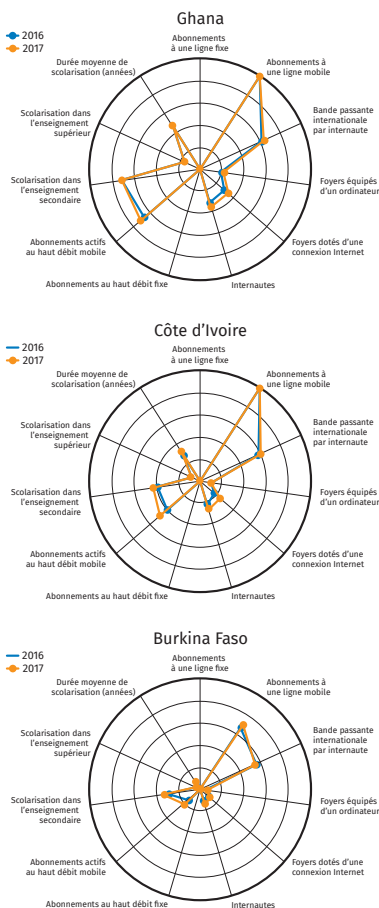 Ghana
2016
2017
Abonnements
à une ligne fixe
Abonnements à
une ligne mobile
Bande passante
internationale
par internaute
Foyers équipés
d'un ordinateur
Foyers dotés d'une
connexion Internet
Internautes
Abonnements au haut débit fixe
Abonnements actifs
au haut débit mobile
Scolarisation dans
l'enseignement
secondaire
Scolarisation dans
l'enseignement
supérieur
Durée moyenne de
scolarisation (années)
Côte d'Ivoire
2016
2017
Abonnements
à une ligne fixe
Abonnements à
une ligne mobile
Bande passante
internationale
par internaute
Foyers équipés
d'un ordinateur
Foyers dotés d'une
connexion Internet
Internautes
Abonnements au haut débit fixe
Abonnements actifs
au haut débit mobile
Scolarisation dans
l'enseignement
secondaire
Scolarisation dans
l'enseignement
supérieur
Durée moyenne de
scolarisation (années)
Burkina Faso
2016
2017
Abonnements
à une ligne fixe
Abonnements à
une ligne mobile
Bande passante
internationale
par internaute
Foyers équipés
d'un ordinateur
Foyers dotés d'une
connexion Internet
Internautes
Abonnements au haut débit fixe
Abonnements actifs
au haut débit mobile
Scolarisation dans
l'enseignement
secondaire
Scolarisation dans
l'enseignement
supérieur
Durée moyenne de
scolarisation (années)